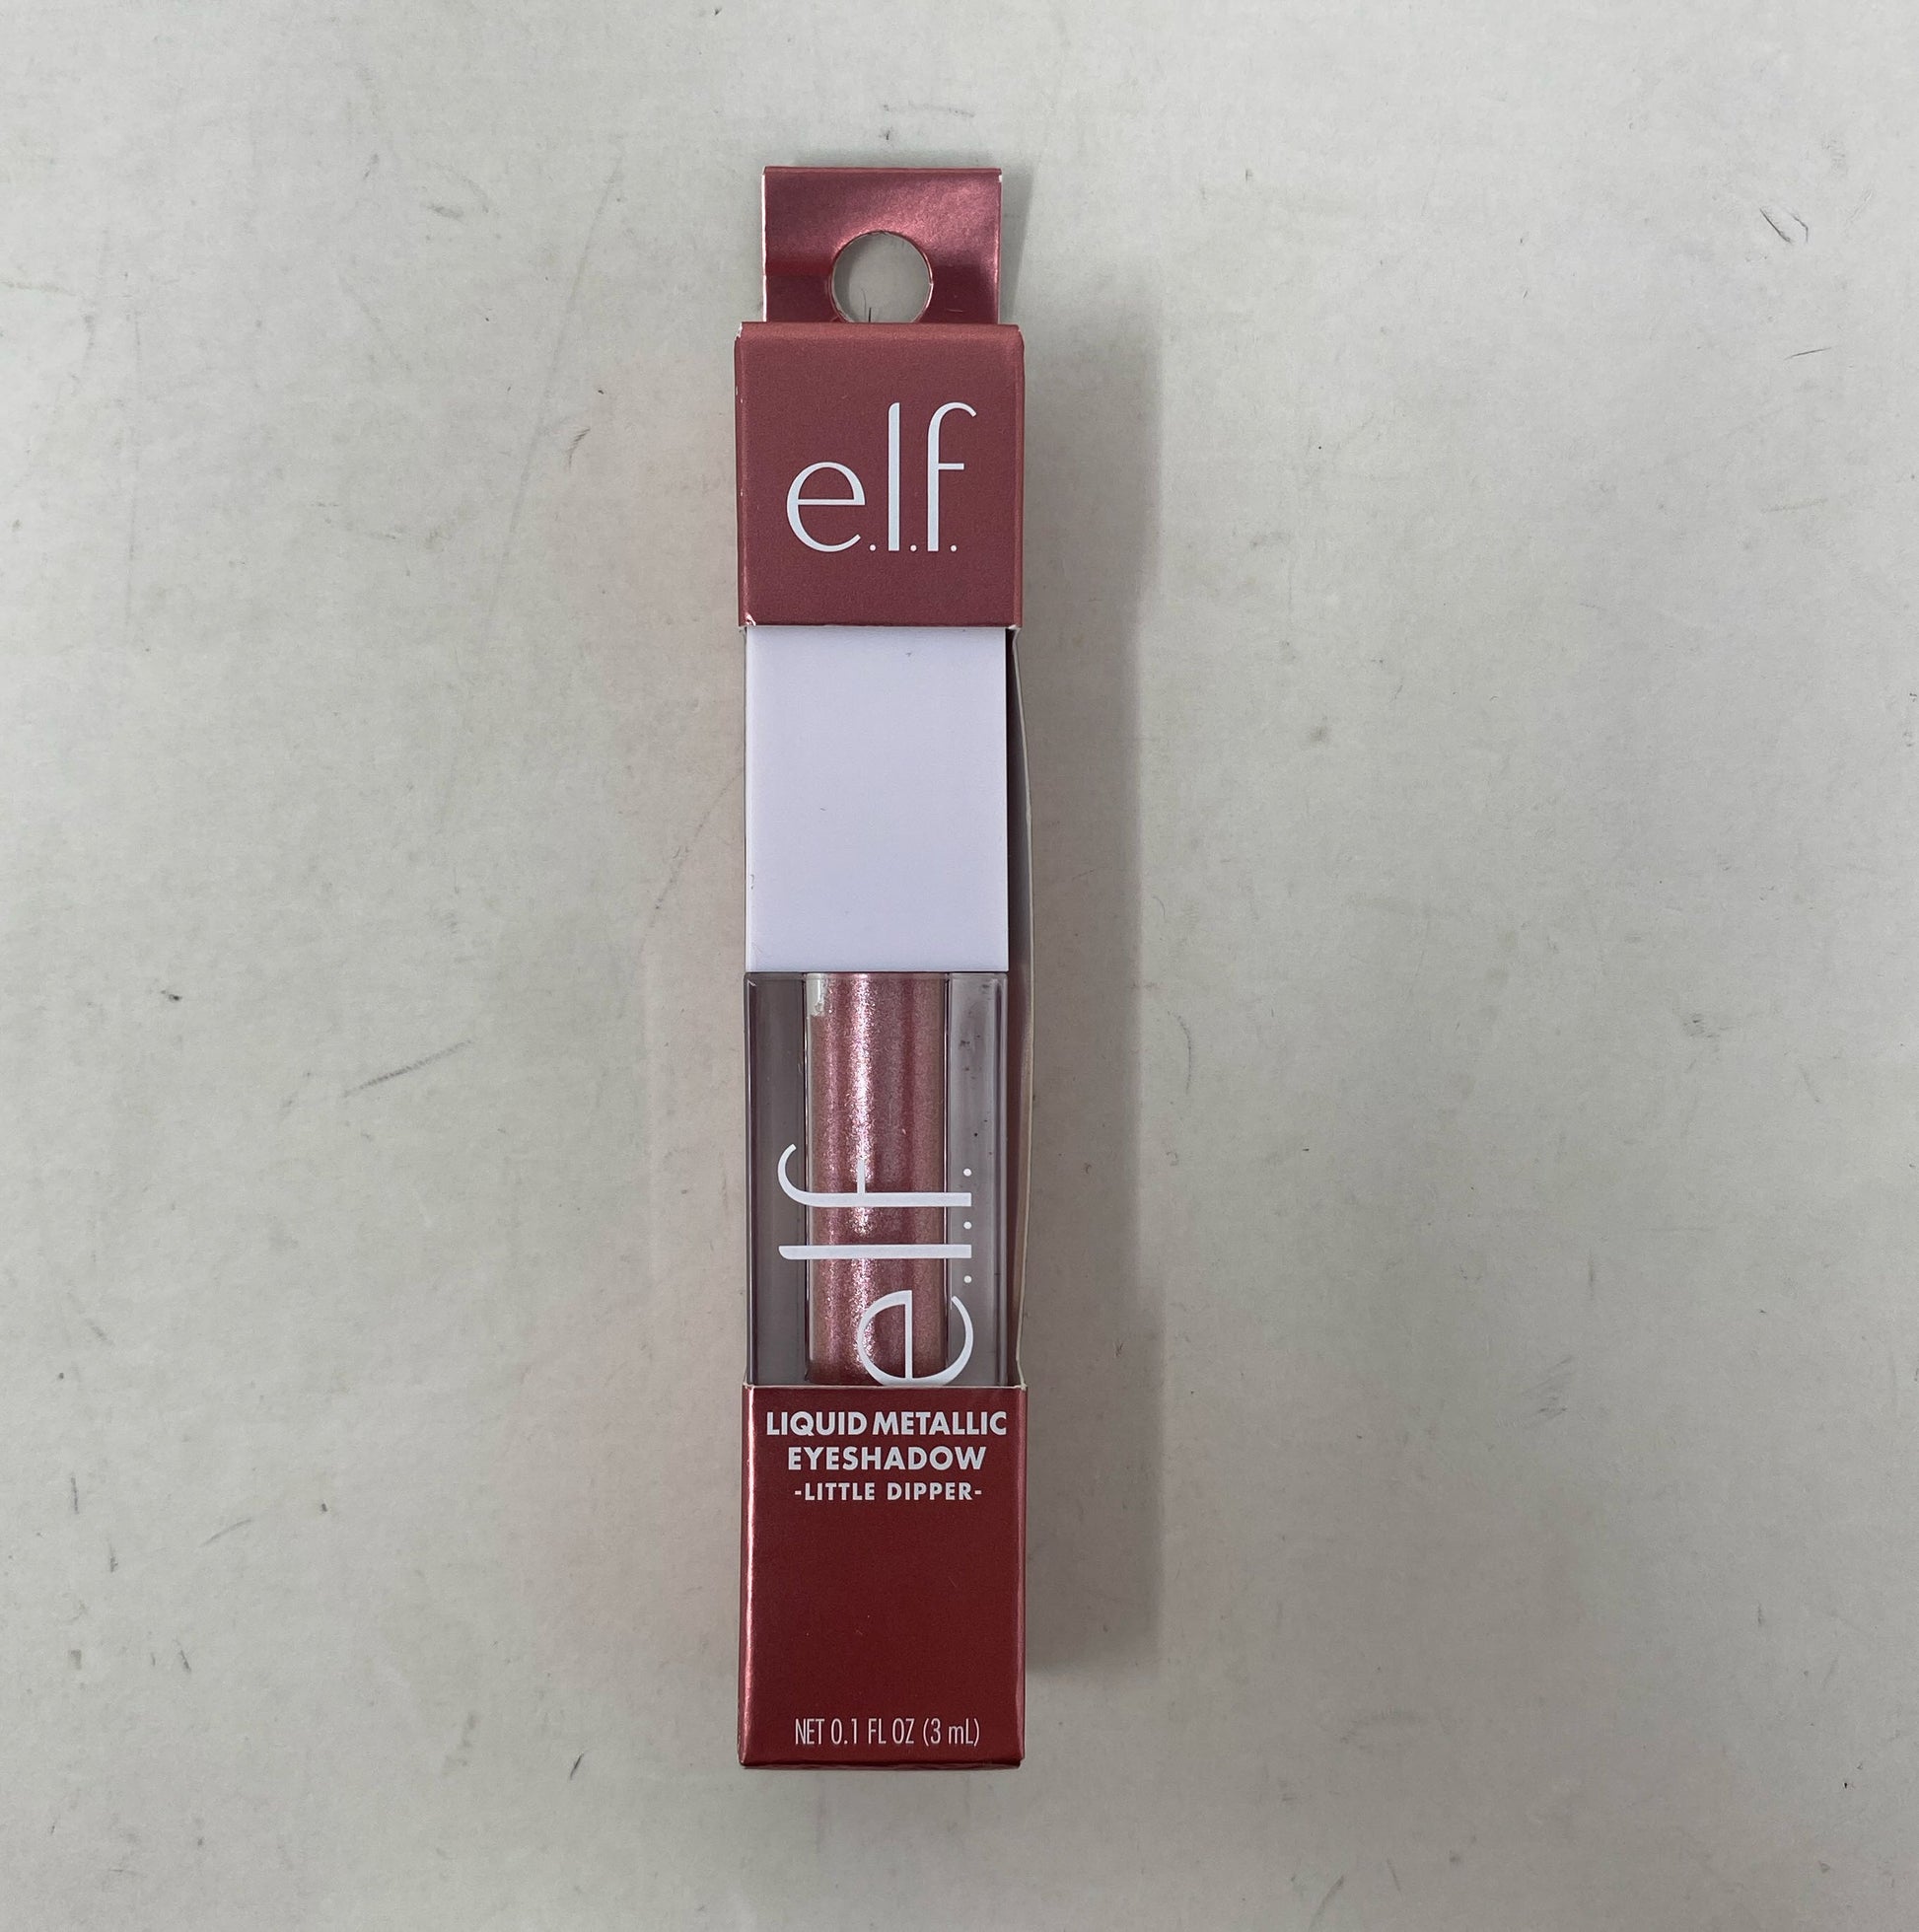 e.l.f.
e.l.f.
LIQUID METALLIC
EYESHADOW
-LITTLE DIPPER-
NET 0.1 FL OZ (3 mL)